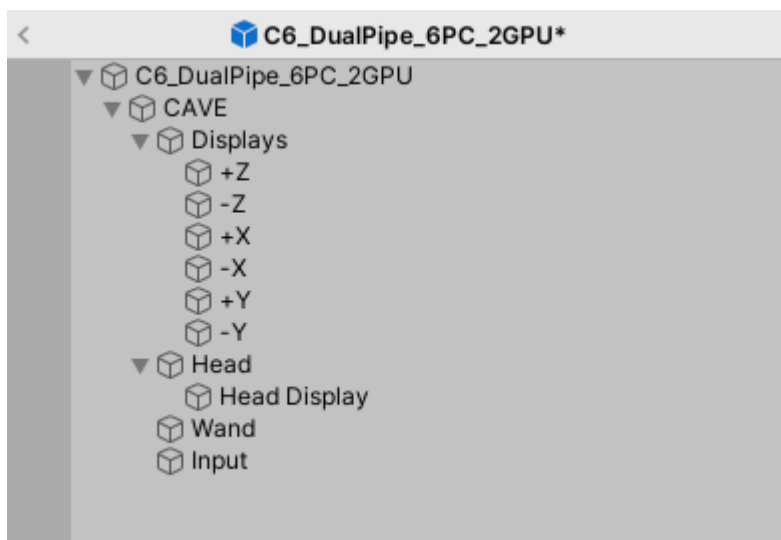 C6_DualPipe_6PC_2GPU*
C6_DualPipe_6PC_2GPU
CAVE
Displays
+Z
-Z
+X
-X
+Y
-Y
Head
Head Display
Wand
Input